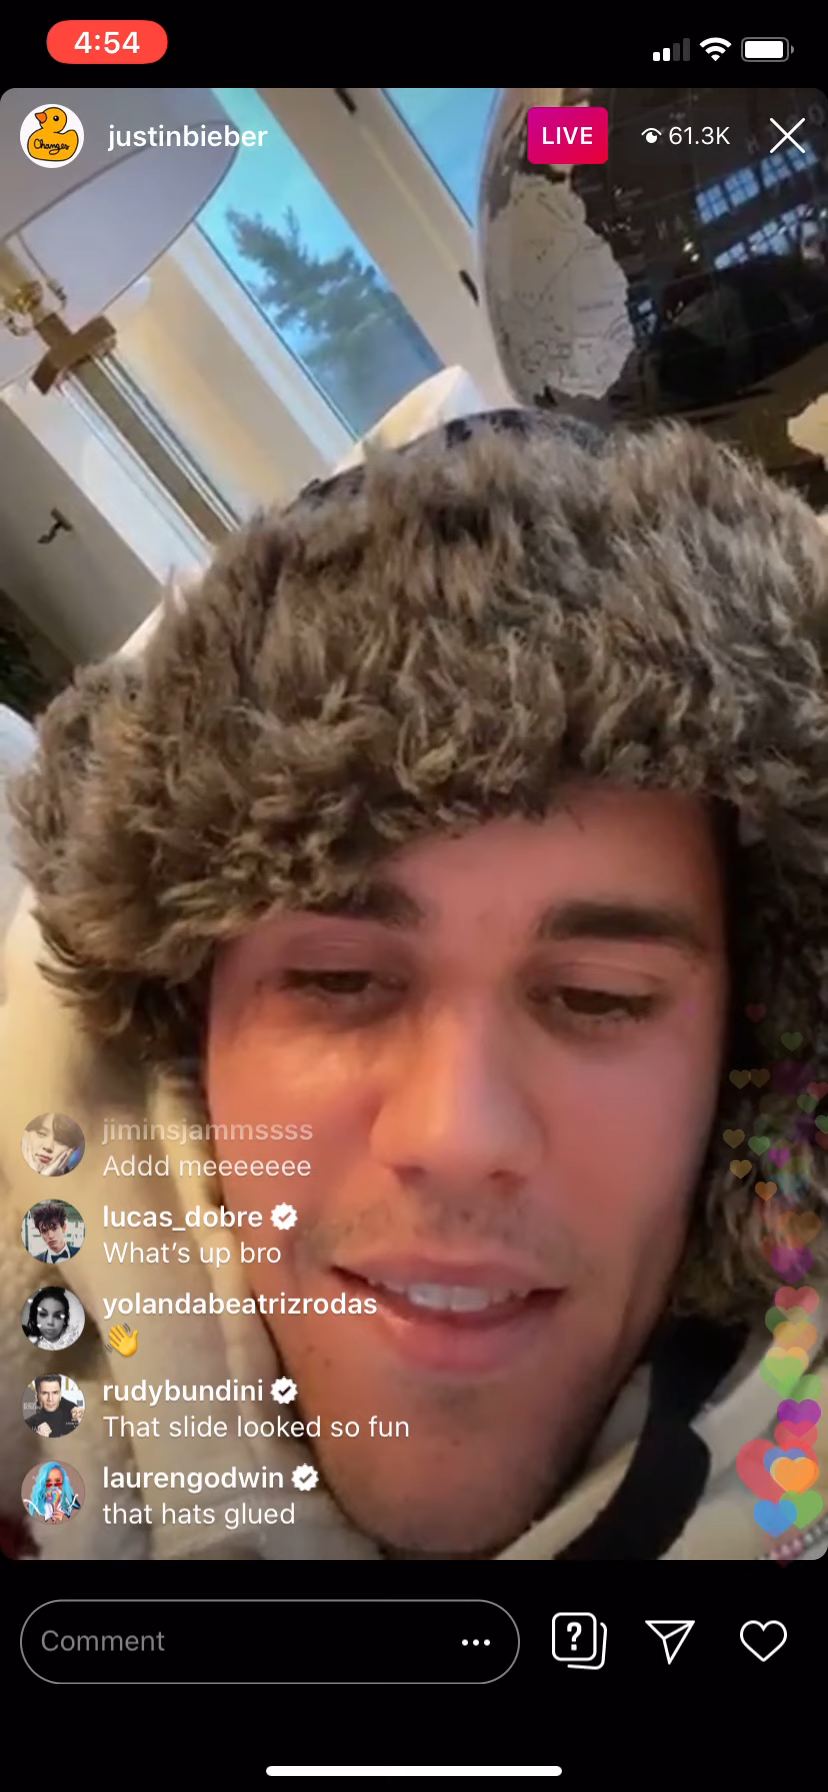 4:54
Changes
justinbieber
LIVE
61.3K
jiminsjammssss
Addd meeeeeee
lucas_dobre
What's up bro
yolandabeatrizrodas
👋
rudybundini
That slide looked so fun
laurengodwin
that hats glued
Comment